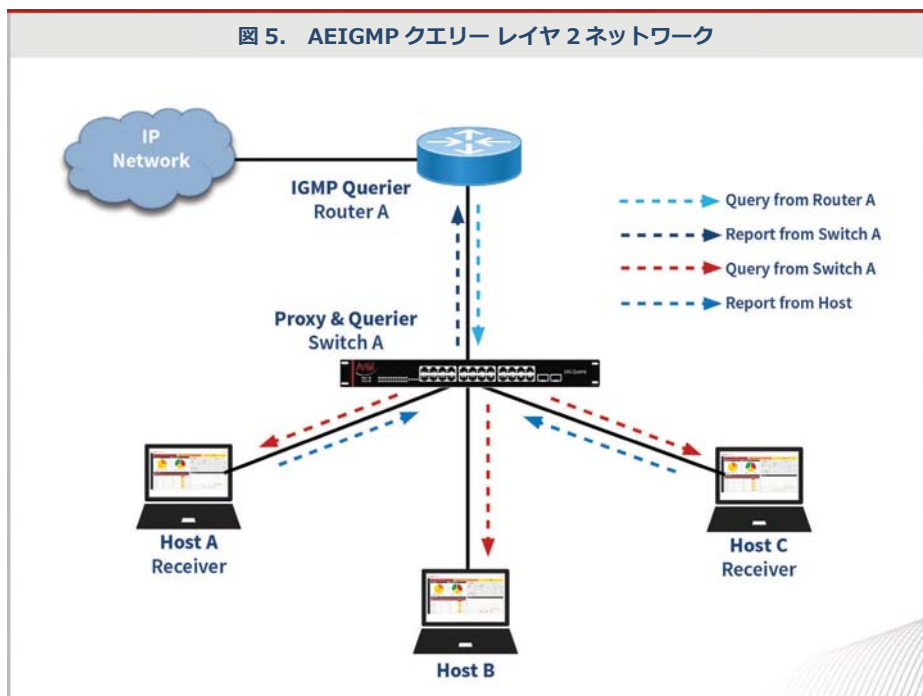 図 5. AEIGMP クエリー レイヤ 2 ネットワーク
IP
Network
IGMP Querier
Router A
Query from Router A
Report from Switch A
Query from Switch A
Report from Host
Proxy & Querier
Switch A
Artel
Host A
Receiver
Host C
Receiver
Host B